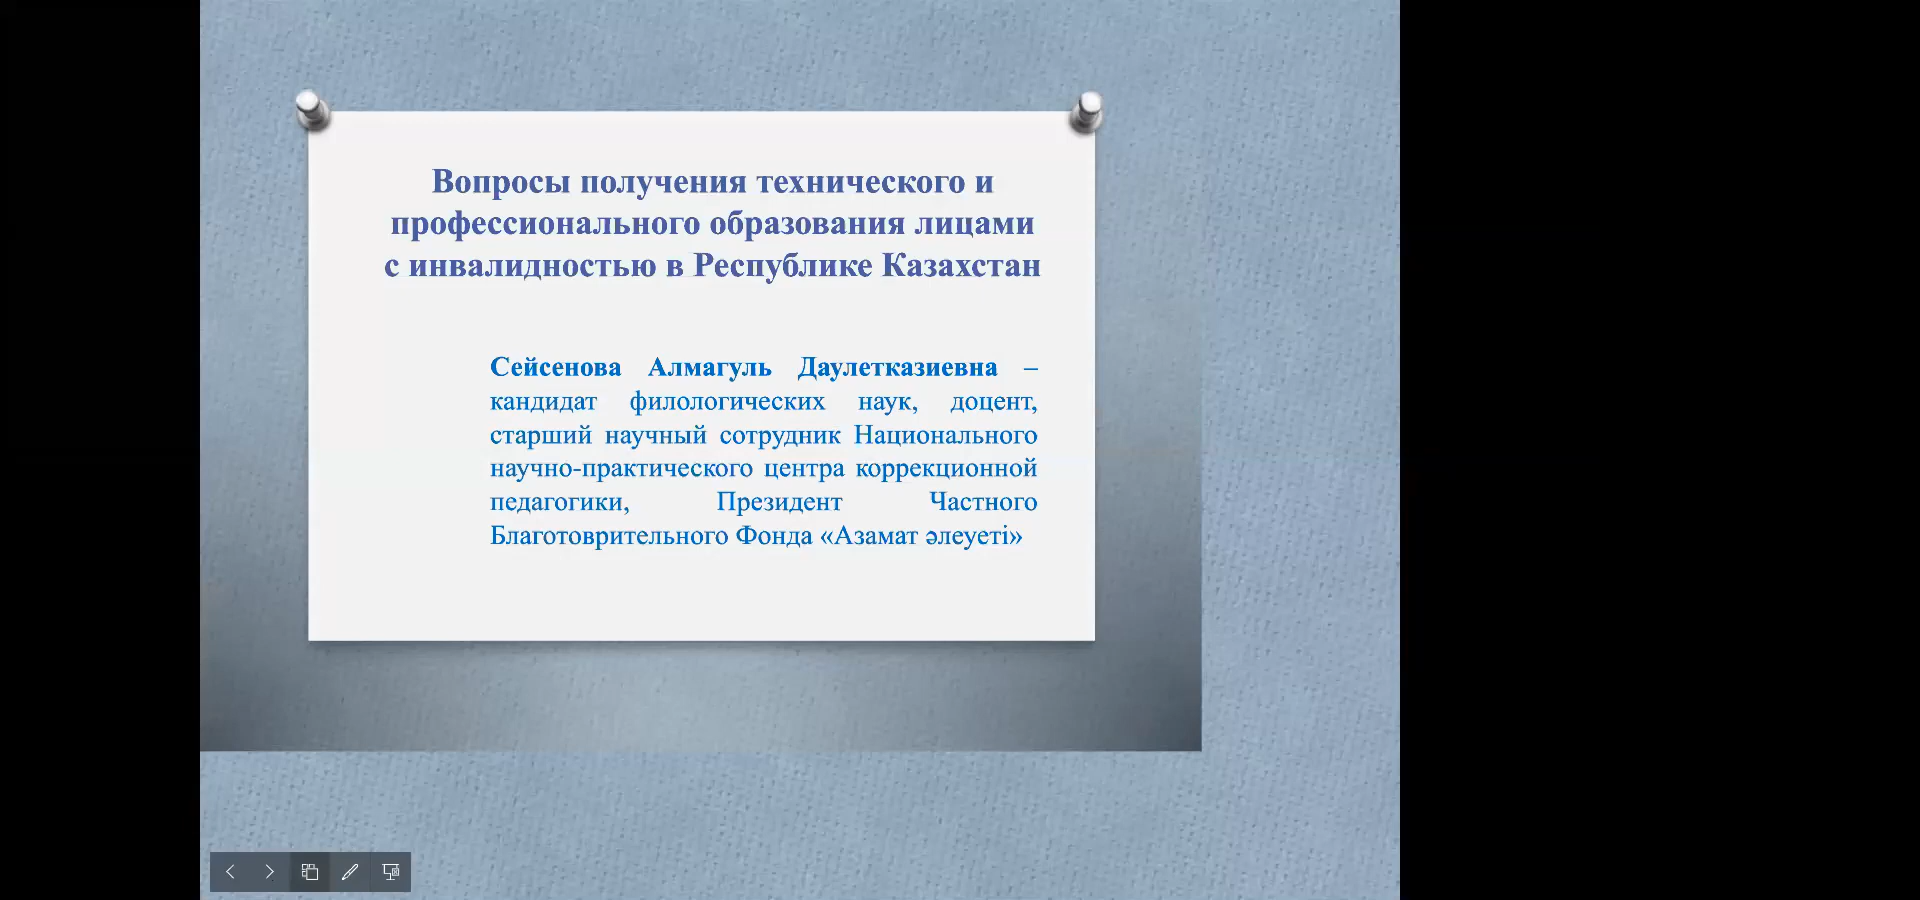 Вопросы получения технического и
профессионального образования лицами
с инвалидностью в Республике Казахстан
Сейсенова Алмагуль Даулетказиевна –
кандидат филологических наук, доцент,
старший научный сотрудник Национального
научно-практического центра коррекционной
педагогики, Президент Частного
Благотоврительного Фонда «Азамат әлеуеті»